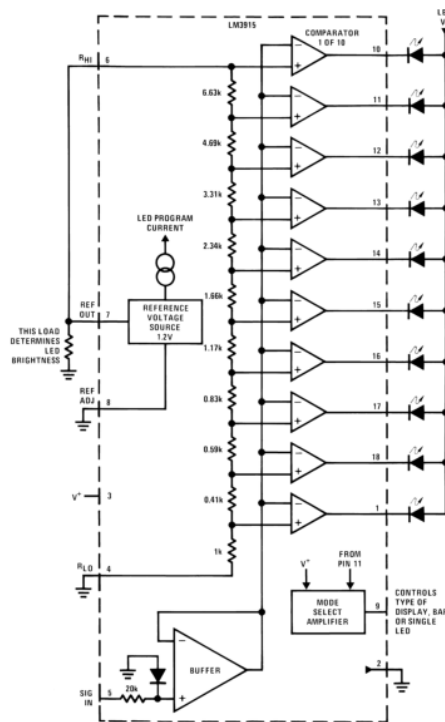 LM3915
RHI
6
COMPARATOR
1 OF 10
10
LE
V
6.63k
11
4.69k
12
3.31k
13
LED PROGRAM
CURRENT
2.34k
14
1.66k
15
REF
OUT
7
REFERENCE
VOLTAGE
SOURCE
1.2V
THIS LOAD
DETERMINES
LED
BRIGHTNESS
1.17k
16
REF
ADJ
8
0.83k
17
0.59k
18
V+
3
0.41k
1
1k
RLO
4
V+
FROM
PIN 11
MODE
SELECT
AMPLIFIER
9
CONTROLS
TYPE OF
DISPLAY, BAR
OR SINGLE
LED
BUFFER
2
SIG
IN
5
20k